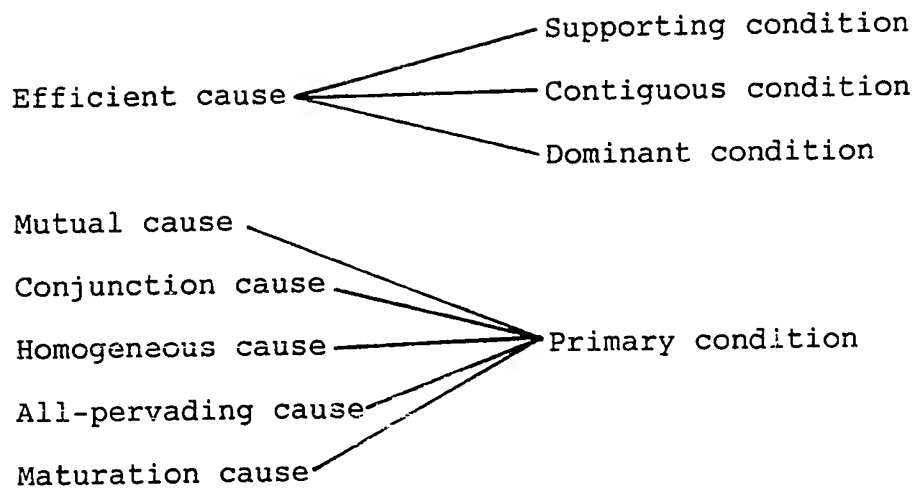 Supporting condition
Efficient cause
Contiguous condition
Dominant condition
Mutual cause
Conjunction cause
Homogeneous cause
Primary condition
All-pervading cause
Maturation cause